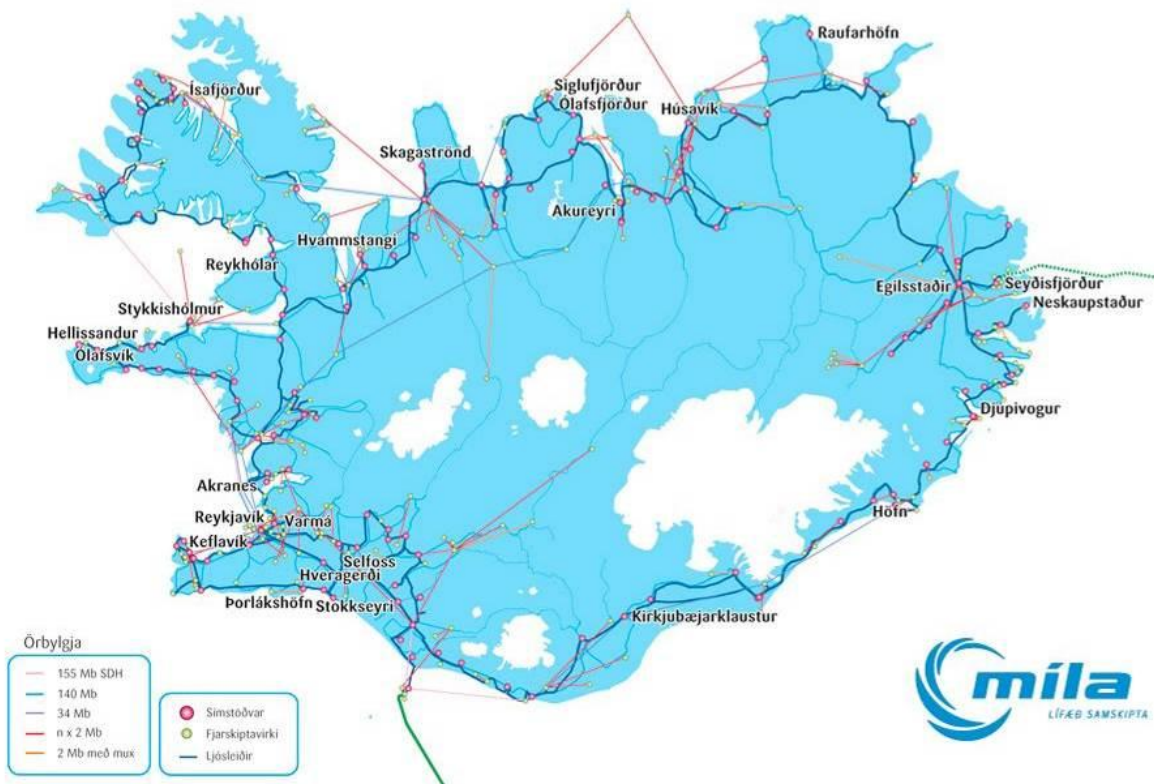 Raufarhöfn
Siglufjörður
Ólafsfjörður
Ísafjörður
Húsavík
Skagaströnd
Akureyri
Hvammstangi
Reykhólar
Egilsstaðir
Seyðisfjörður
Neskaupstaður
Stykkishólmur
Hellissandur
Ólafsvík
Djúpivogur
Akranes
Höfn
Reykjavík
Varmá
Keflavík
Selfoss
Hveragerði
Þorlákshöfn
Stokkseyri
Kirkjubæjarklaustur
Örbylgja
155 Mb SDH
140 Mb
34 Mb
n x 2 Mb
2 Mb með mux
Símstöðvar
Fjarskiptavirki
Ljósleiðir
míla
LÍFÆÐ SAMSKIPTA